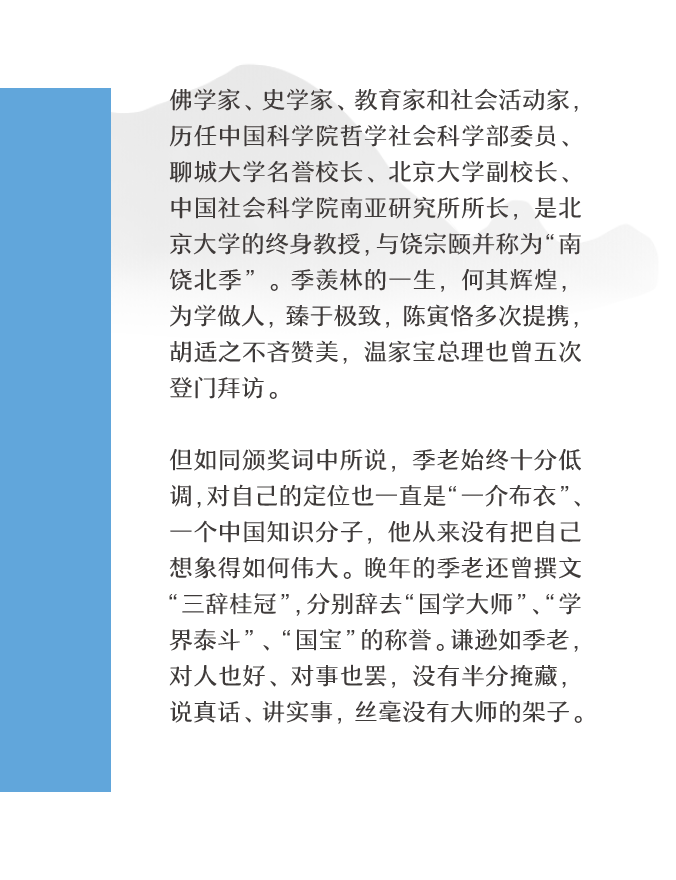 佛学家、史学家、教育家和社会活动家，
历任中国科学院哲学社会科学部委员、
聊城大学名誉校长、北京大学副校长、
中国社会科学院南亚研究所所长，是北
京大学的终身教授，与饶宗颐并称为“南
饶北季”。季羡林的一生，何其辉煌，
为学做人，臻于极致，陈寅恪多次提携，
胡适之不吝赞美，温家宝总理也曾五次
登门拜访。
但如同颁奖词中所说，季老始终十分低
调，对自己的定位也一直是“一介布衣”、
一个中国知识分子，他从来没有把自己
想象得如何伟大。晚年的季老还曾撰文
“三辞桂冠”，分别辞去“国学大师”、“学
界泰斗”、“国宝”的称誉。谦逊如季老，
对人也好、对事也罢，没有半分掩藏，
说真话、讲实事，丝毫没有大师的架子。